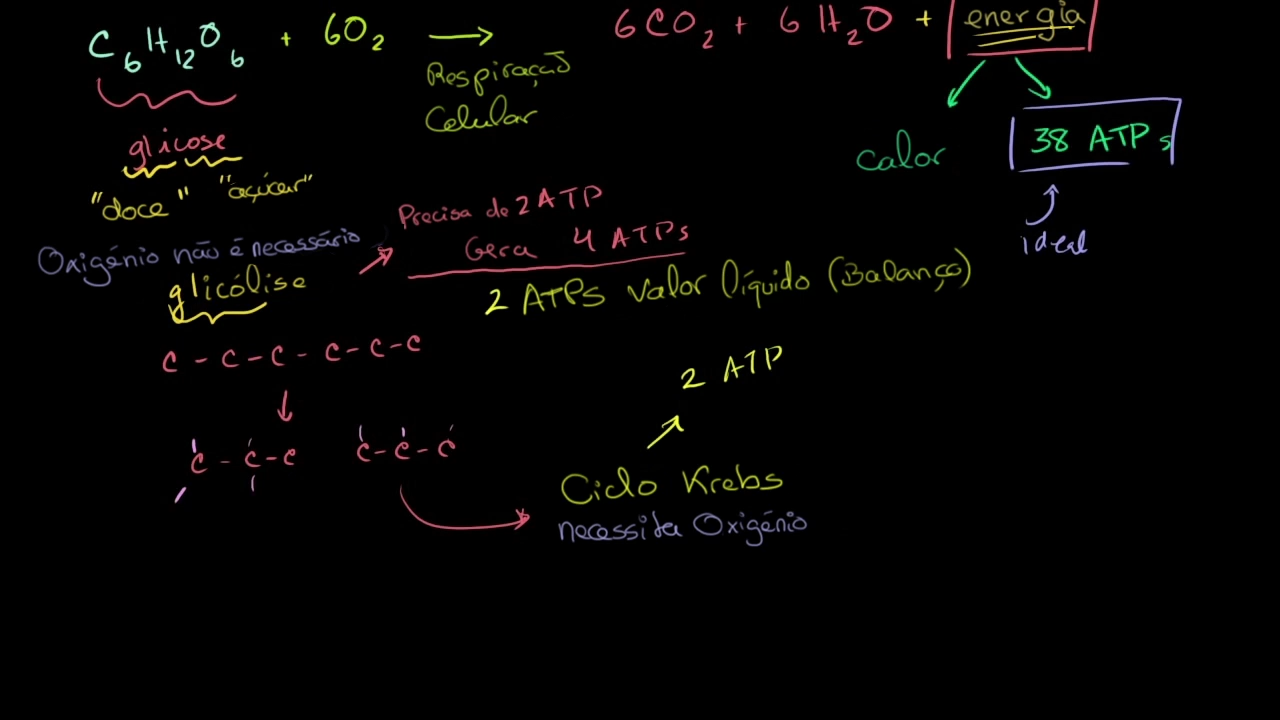 C6H12O6 + 6O2 → 6CO2 + 6H2O + energia
Respiração
Celular
glicose
"doce" "açúcar"
calor
38 ATPs
ideal
Oxigénio não é necessário
glicólise
Precisa de 2 ATP
Gera 4 ATPs
2 ATPs Valor líquido (Balanço)
C - C - C - C - C - C
C - C - C
C - C - C
2 ATP
Ciclo Krebs
necessita Oxigénio